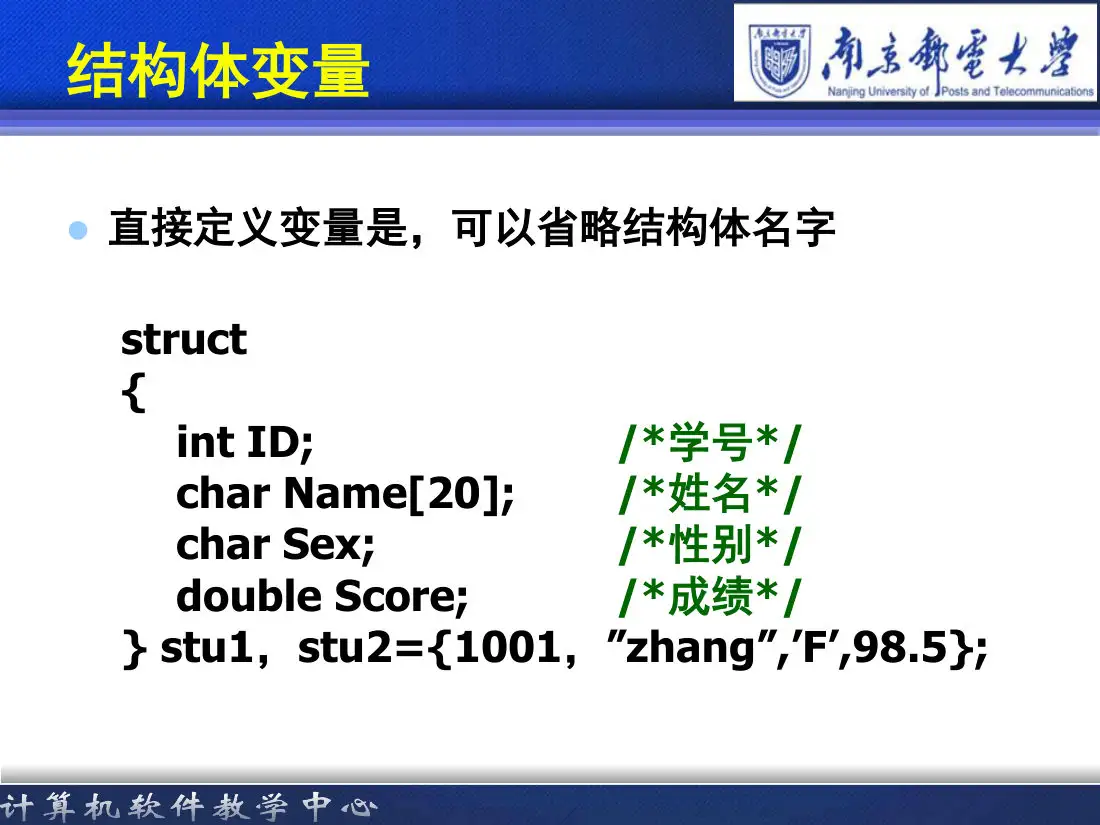 结构体变量
南京邮电大学
Nanjing University of Posts and Telecommunications
直接定义变量是，可以省略结构体名字
struct
{
int ID; /*学号*/
char Name[20]; /*姓名*/
char Sex; /*性别*/
double Score; /*成绩*/
} stu1，stu2={1001，”zhang”,’F’,98.5};
计算机软件教学中心